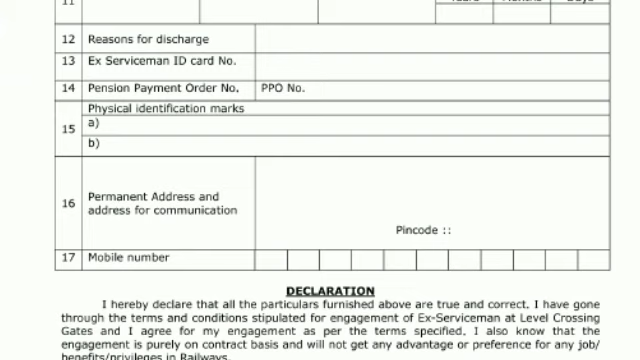 11
Years Months Days
12 Reasons for discharge
13 Ex Serviceman ID card No.
14 Pension Payment Order No. PPO No.
15 Physical identification marks
a)
b)
16 Permanent Address and
address for communication
Pincode ::
17 Mobile number
DECLARATION
I hereby declare that all the particulars furnished above are true and correct. I have gone
through the terms and conditions stipulated for engagement of Ex-Serviceman at Level Crossing
Gates and I agree for my engagement as per the terms specified. I also know that the
engagement is purely on contract basis and will not get any advantage or preference for any job/
benefits/privileges in Railways.